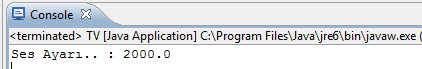 Console
<terminated> TV [Java Application] C:\Program Files\Java\jre6\bin\javaw.exe (
Ses Ayarı.. : 2000.0